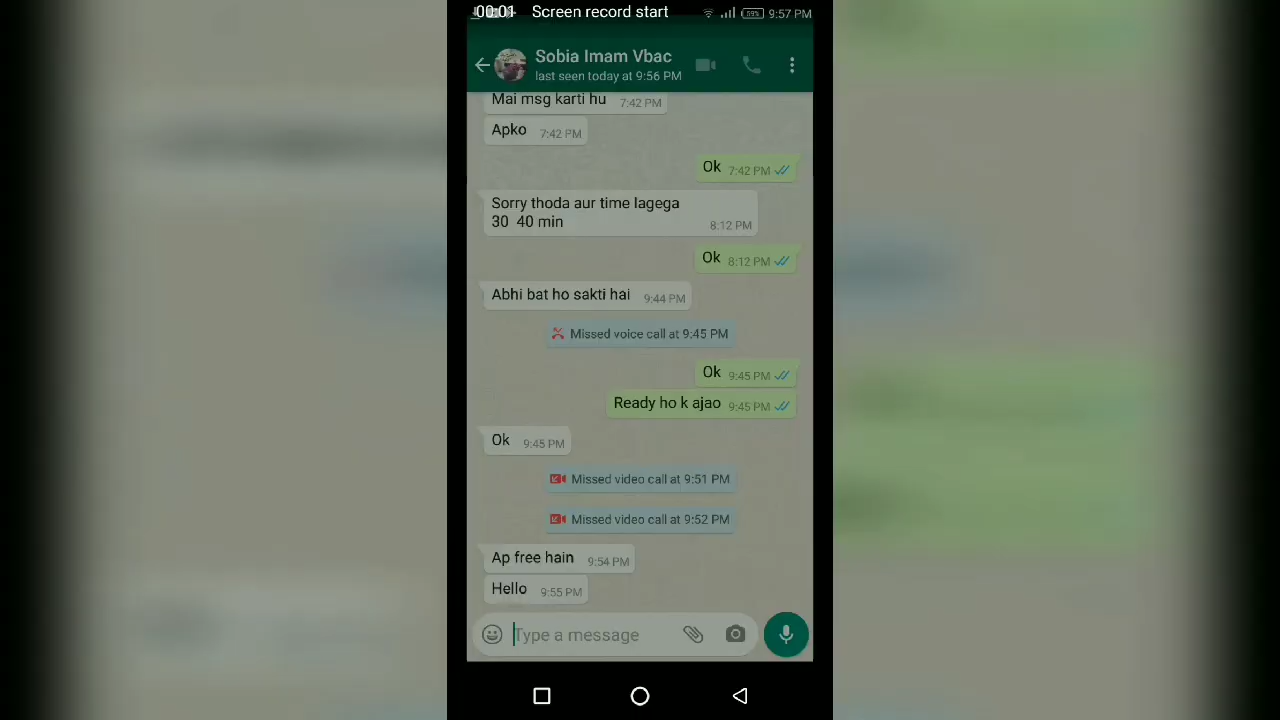 00:01 Screen record start 59% 9:57 PM
Sobia Imam Vbac
last seen today at 9:56 PM
Mai msg karti hu 7:42 PM
Apko 7:42 PM
Ok 7:42 PM
Sorry thoda aur time lagega
30 40 min 8:12 PM
Ok 8:12 PM
Abhi bat ho sakti hai 9:44 PM
Missed voice call at 9:45 PM
Ok 9:45 PM
Ready ho k ajao 9:45 PM
Ok 9:45 PM
Missed video call at 9:51 PM
Missed video call at 9:52 PM
Ap free hain 9:54 PM
Hello 9:55 PM
Type a message